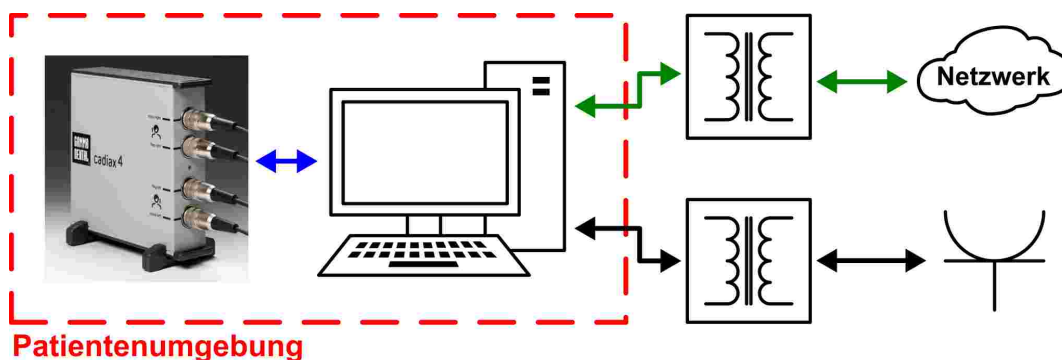 Netzwerk
GAMMA
DENTAL
cadiax 4
Patientenumgebung